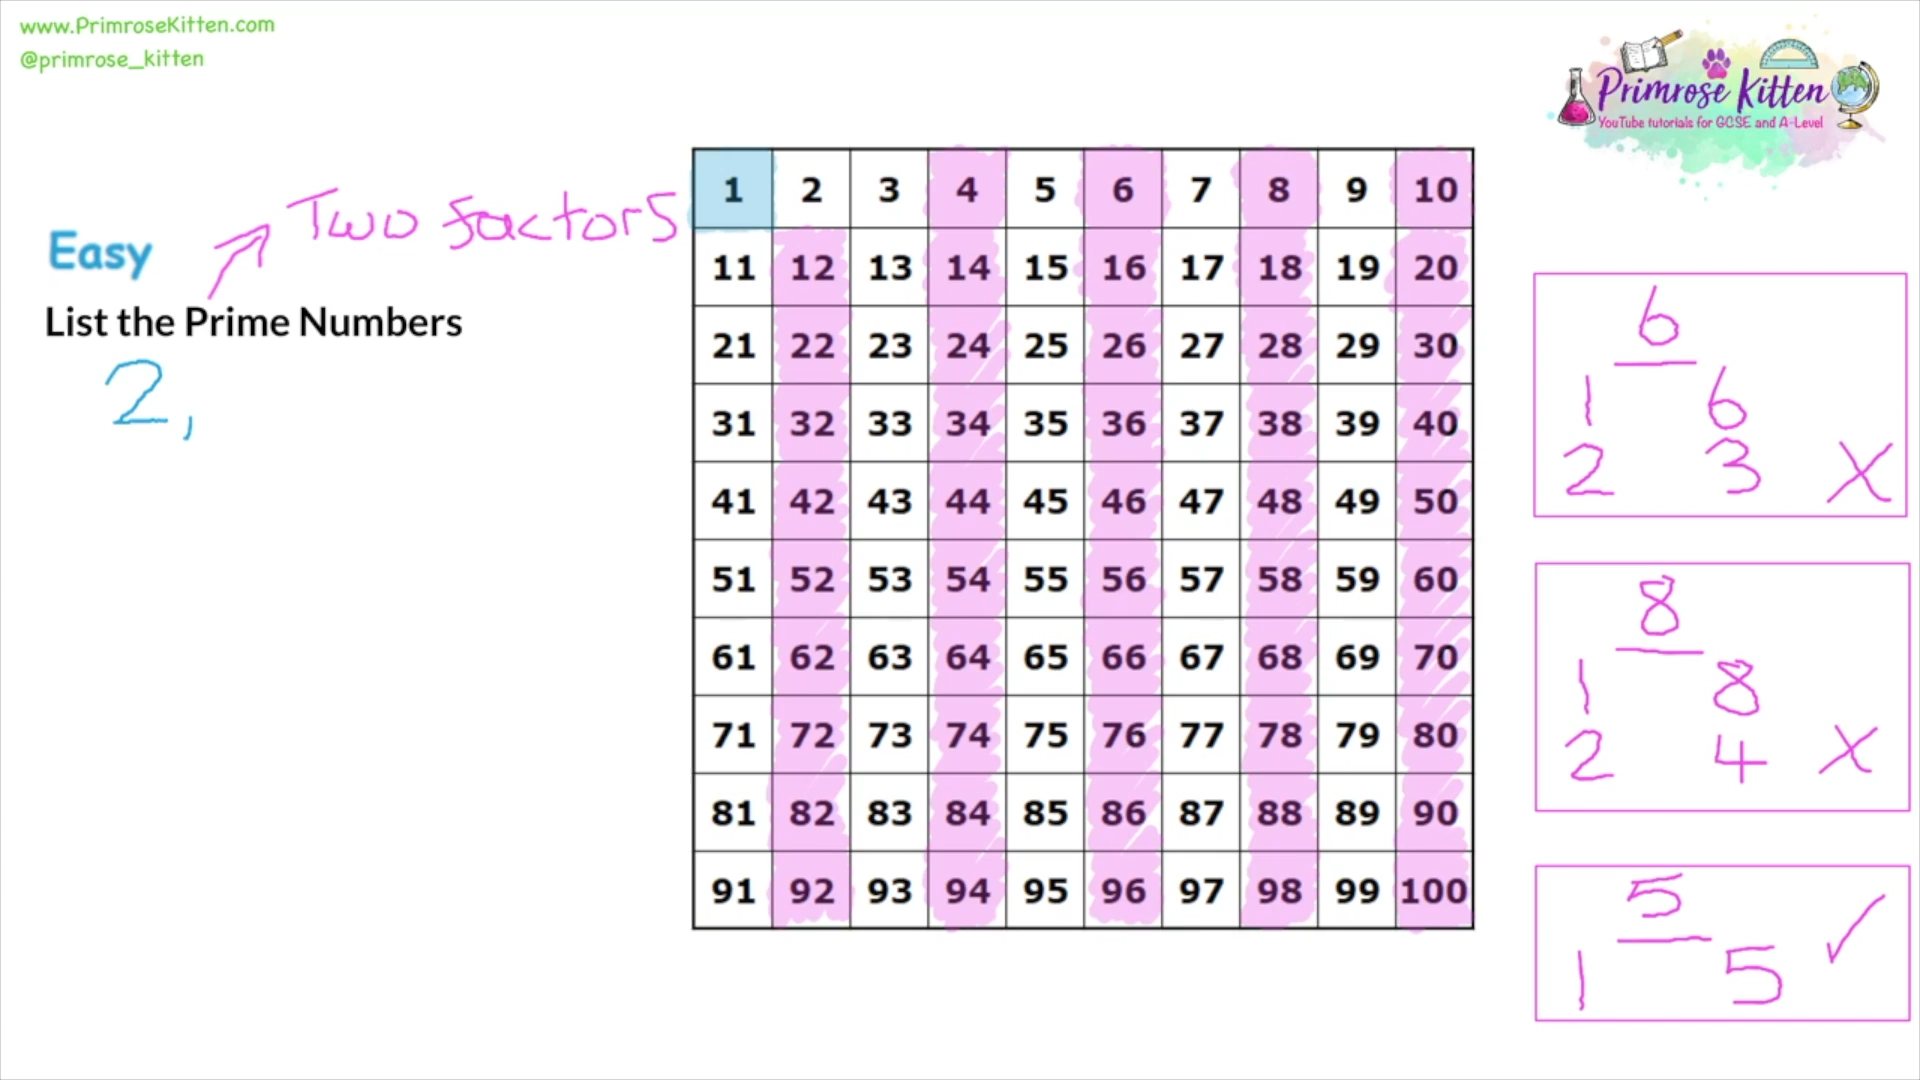 www.PrimroseKitten.com
@primrose_kitten
Primrose Kitten
YouTube tutorials for GCSE and A-Level
Two factors
Easy
List the Prime Numbers
2,
1 2 3 4 5 6 7 8 9 10
11 12 13 14 15 16 17 18 19 20
21 22 23 24 25 26 27 28 29 30
31 32 33 34 35 36 37 38 39 40
41 42 43 44 45 46 47 48 49 50
51 52 53 54 55 56 57 58 59 60
61 62 63 64 65 66 67 68 69 70
71 72 73 74 75 76 77 78 79 80
81 82 83 84 85 86 87 88 89 90
91 92 93 94 95 96 97 98 99 100
6
1 6
2 3 X
8
1 8
2 4 X
5
1 5 ✓